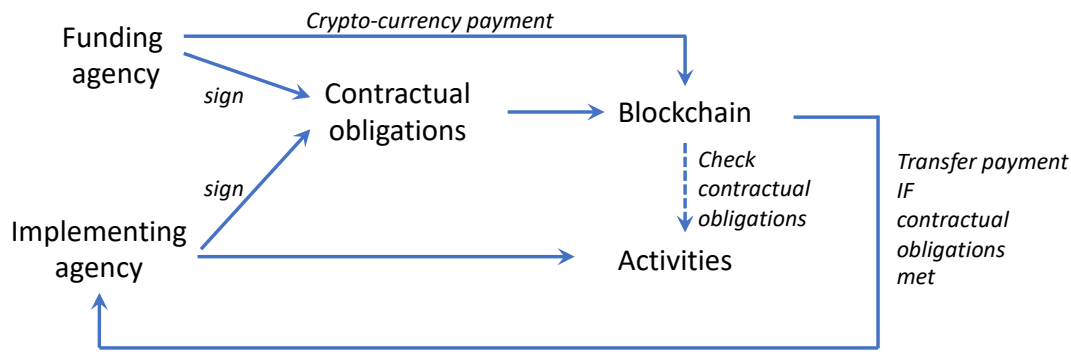 Crypto-currency payment
Funding
agency
sign
Contractual
obligations
Blockchain
Check
contractual
obligations
Transfer payment
IF
contractual
obligations
met
sign
Implementing
agency
Activities